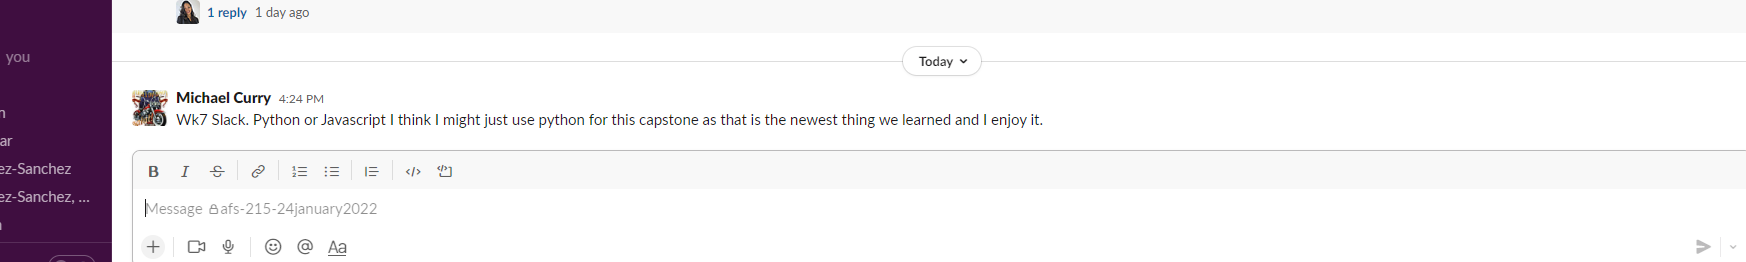 1 reply 1 day ago
you
Today
Michael Curry 4:24 PM
Wk7 Slack. Python or Javascript I think I might just use python for this capstone as that is the newest thing we learned and I enjoy it.
ar
ez-Sanchez
B I S
ez-Sanchez, ...
Message afs-215-24january2022
Aa